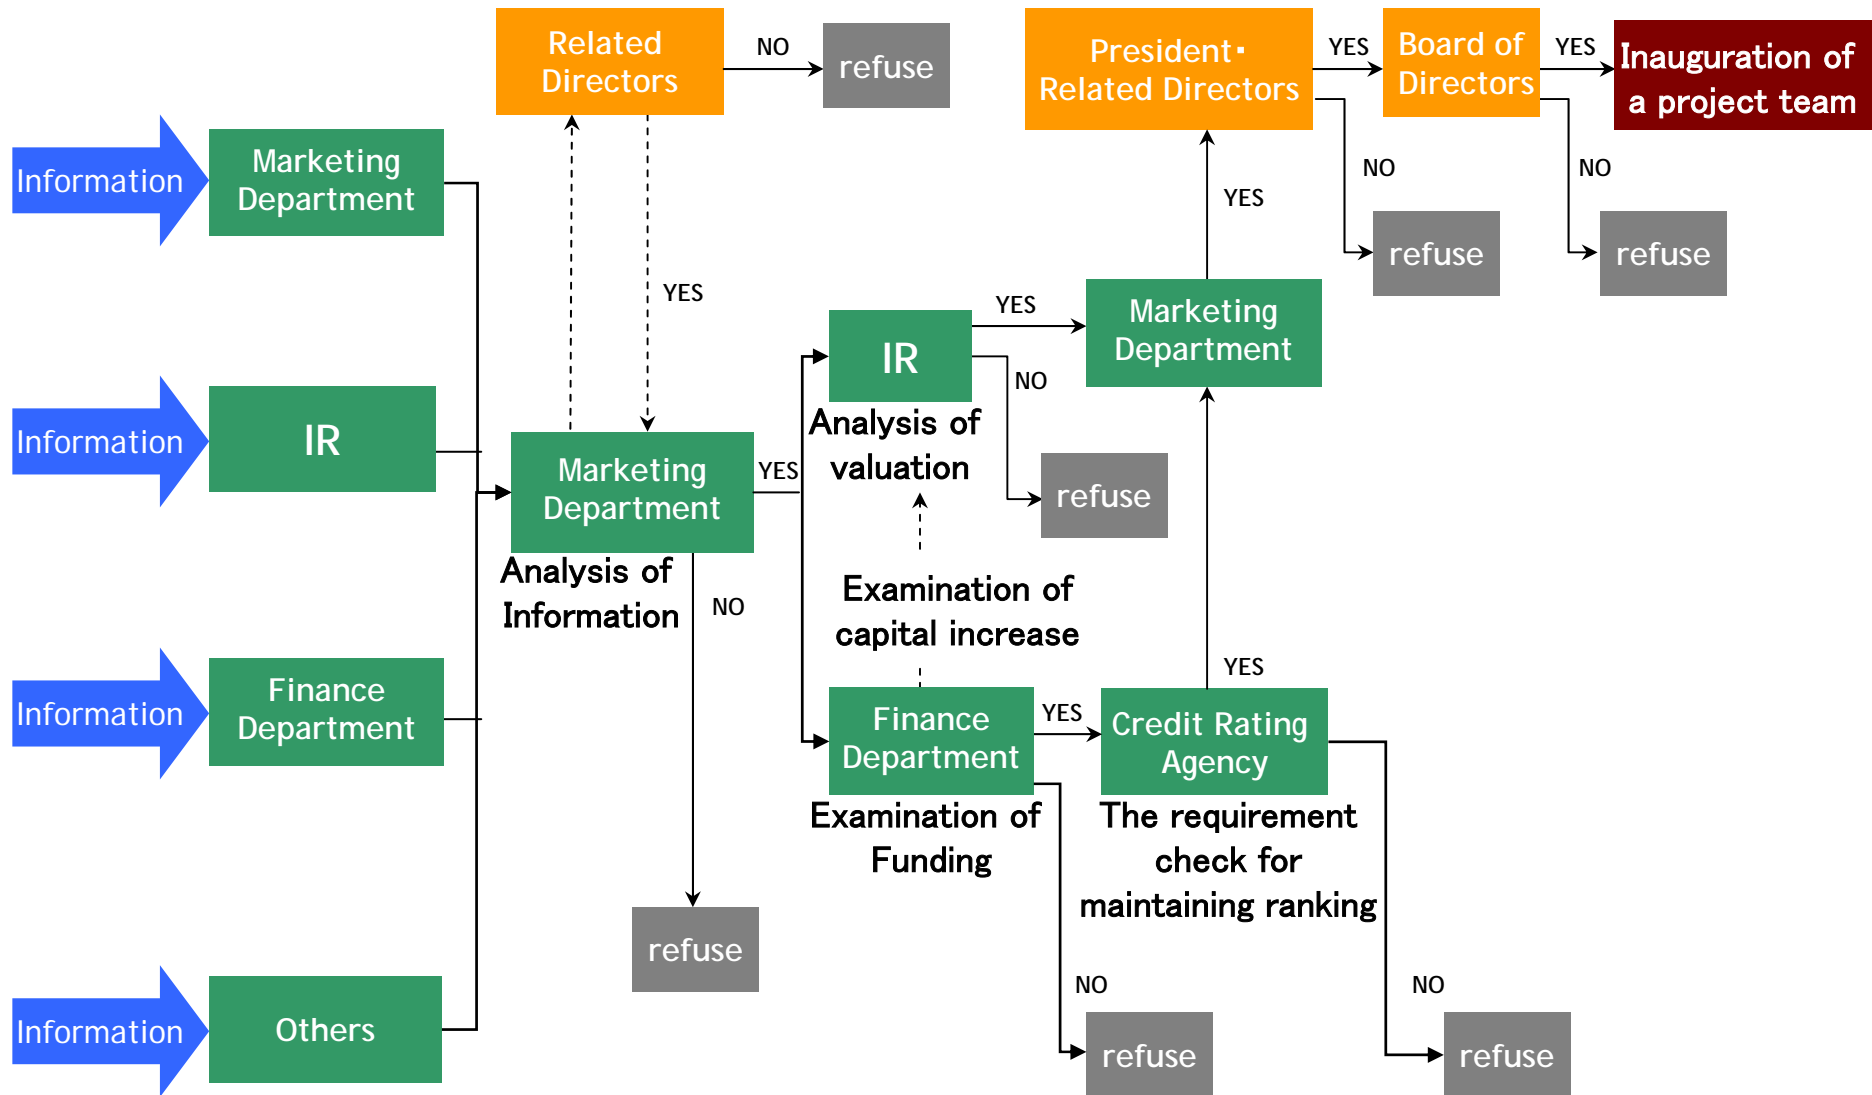 Related
Directors
NO
refuse
President・
Related Directors
YES
Board of
Directors
YES
Inauguration of
a project team
NO
refuse
NO
refuse
Information
Marketing
Department
Information
IR
Information
Finance
Department
Information
Others
YES
Marketing
Department
Analysis of
Information
NO
refuse
YES
IR
Analysis of
valuation
YES
NO
refuse
Marketing
Department
YES
Examination of
capital increase
Finance
Department
Examination of
Funding
YES
NO
refuse
Credit Rating
Agency
The requirement
check for
maintaining ranking
YES
NO
refuse